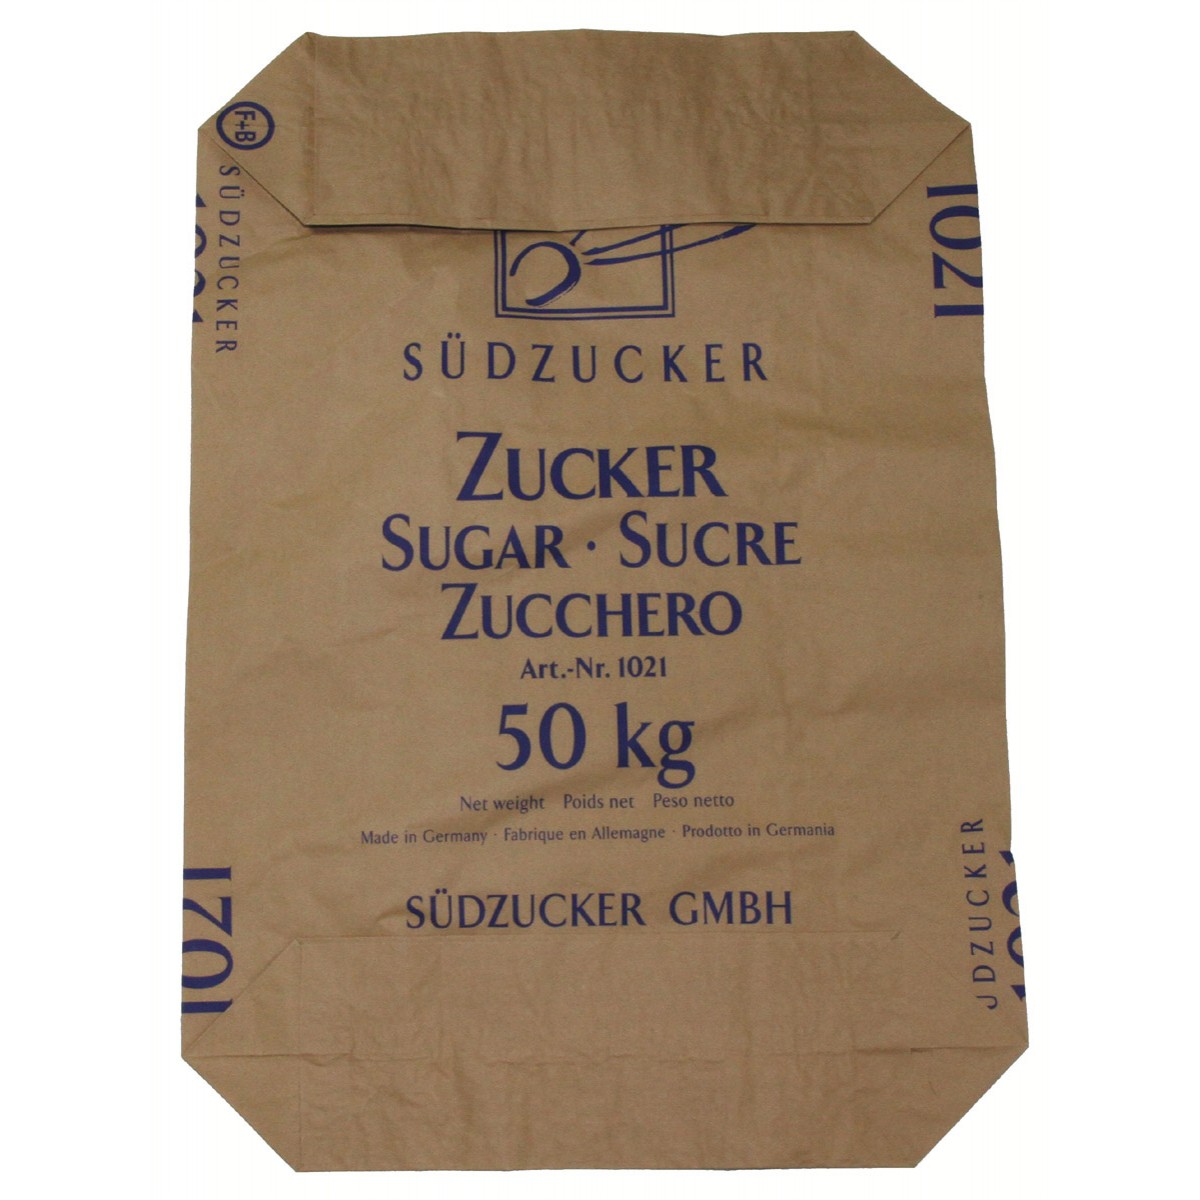 F+B
SÜDZUCKER
1021
SÜDZUCKER
ZUCKER
SUGAR · SUCRE
ZUCCHERO
Art.-Nr. 1021
50 kg
Net weight Poids net Peso netto
Made in Germany · Fabrique en Allemagne · Prodotto in Germania
SÜDZUCKER GMBH
1021
DZUCKER